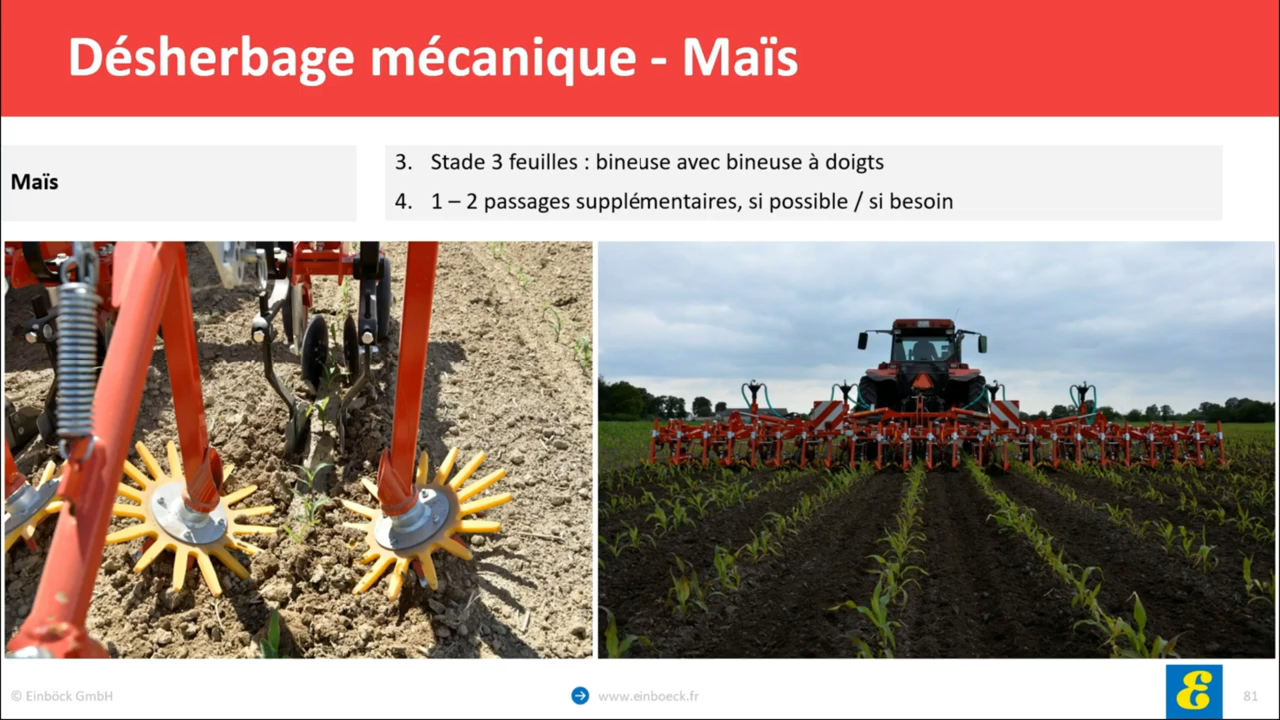 Désherbage mécanique - Maïs
Maïs
3. Stade 3 feuilles : bineuse avec bineuse à doigts
4. 1 – 2 passages supplémentaires, si possible / si besoin
© Einböck GmbH
www.einboeck.fr
E
81